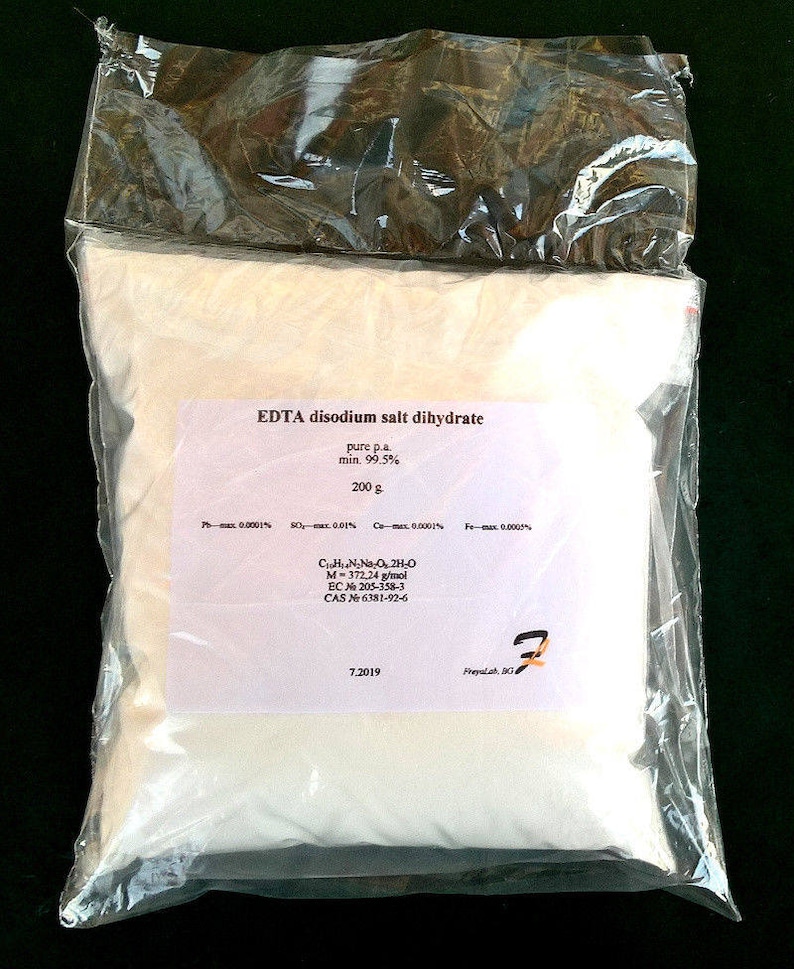 EDTA disodium salt dihydrate
pure p.a.
min. 99.5%
200 g.
Pb—max. 0.0001% SO₄—max. 0.01% Cu—max. 0.0001% Fe—max. 0.0005%
C₁₀H₁₄N₂Na₂O₈.2H₂O
M = 372,24 g/mol
EC № 205-358-3
CAS № 6381-92-6
7.2019 FreyaLab, BG